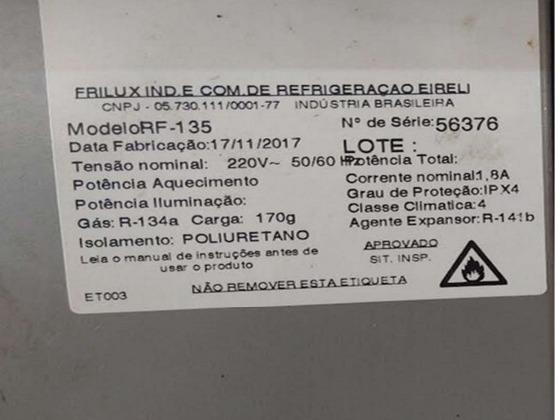 FRILUX IND.E COM.DE REFRIGERAÇAO EIRELI
CNPJ - 05.730.111/0001-77 INDÚSTRIA BRASILEIRA
Modelo RF-135 Nº de Série: 56376
Data Fabricação:17/11/2017 LOTE :
Tensão nominal: 220V~ 50/60 Hz Potência Total:
Potência Aquecimento Corrente nominal1,8A
Potência Iluminação: Grau de Proteção:IPX4
Gás: R-134a Carga: 170g Classe Climatica: 4
Isolamento: POLIURETANO Agente Expansor: R-141b
Leia o manual de instruções antes de usar o produto
APROVADO
SIT. INSP.
ET003
NÃO REMOVER ESTA ETIQUETA